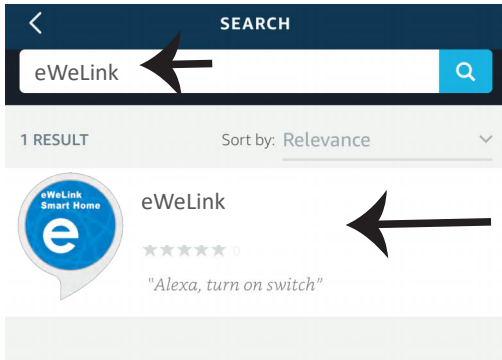 SEARCH
eWeLink
1 RESULT
Sort by: Relevance
eWeLink
Smart Home
e
eWeLink
0
"Alexa, turn on switch"